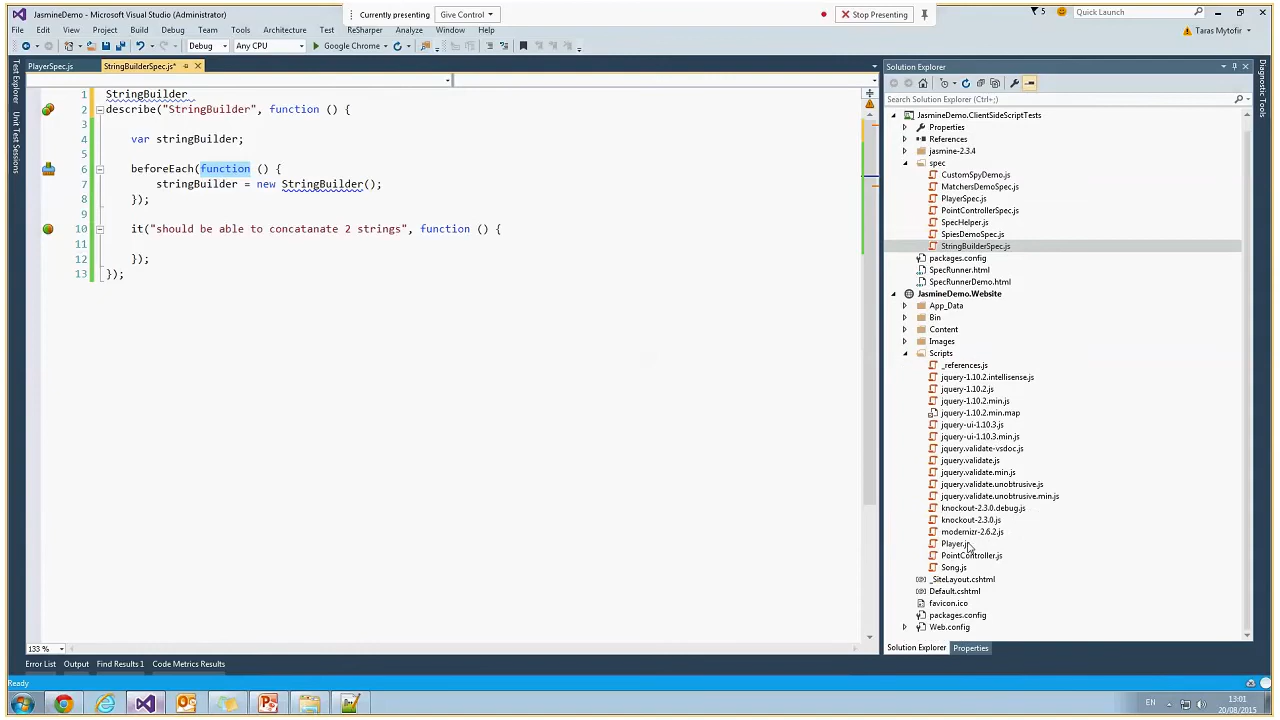 JasmineDemo - Microsoft Visual Studio (Administrator)
Currently presenting
Give Control
Stop Presenting
5
Quick Launch
File Edit View Project Build Debug Team Tools Architecture Test ReSharper Analyze Window Help
Taras Mytofir
Debug
Any CPU
Google Chrome
PlayerSpec.js
StringBuilderSpec.js*
Solution Explorer
Search Solution Explorer (Ctrl+;)
Test Explorer
Unit Test Sessions
Diagnostic Tools
1 StringBuilder
2 describe("StringBuilder", function () {
3
4 var stringBuilder;
5
6 beforeEach(function () {
7 stringBuilder = new StringBuilder();
8 });
9
10 it("should be able to concatanate 2 strings", function () {
11
12 });
13 });
JasmineDemo.ClientSideScriptTests
Properties
References
jasmine-2.3.4
spec
CustomSpyDemo.js
MatchersDemoSpec.js
PlayerSpec.js
PointControllerSpec.js
SpecHelper.js
SpiesDemoSpec.js
StringBuilderSpec.js
packages.config
SpecRunner.html
SpecRunnerDemo.html
JasmineDemo.Website
App_Data
Bin
Content
Images
Scripts
_references.js
jquery-1.10.2.intellisense.js
jquery-1.10.2.js
jquery-1.10.2.min.js
jquery-1.10.2.min.map
jquery-ui-1.10.3.js
jquery-ui-1.10.3.min.js
jquery.validate-vsdoc.js
jquery.validate.js
jquery.validate.min.js
jquery.validate.unobtrusive.js
jquery.validate.unobtrusive.min.js
knockout-2.3.0.debug.js
knockout-2.3.0.js
modernizr-2.6.2.js
Player.js
PointController.js
Song.js
_SiteLayout.cshtml
Default.cshtml
favicon.ico
packages.config
Web.config
133 %
Solution Explorer Properties
Error List Output Find Results 1 Code Metrics Results
Ready
EN
13:01
20/08/2015